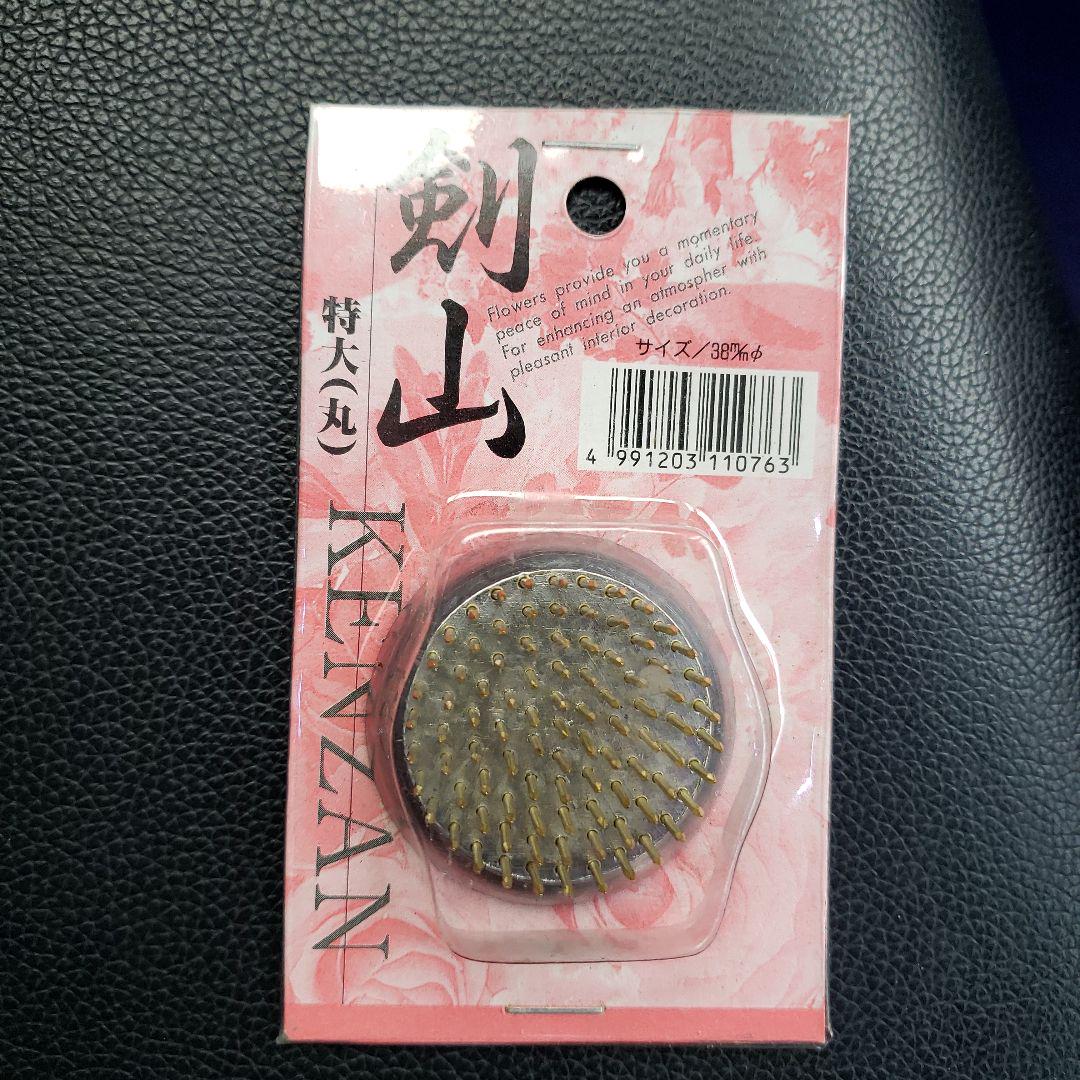 剣山
特大(丸)
KENZAN
Flowers provide you a momentary
peace of mind in your daily life.
For enhancing an atmospher with
pleasant interior decoration.
サイズ/38m/mφ
4 991203 110763